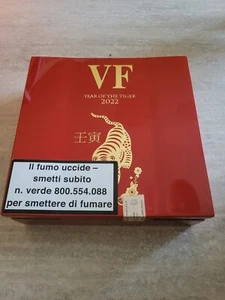 VF
YEAR OF THE TIGER
2022
壬寅
Il fumo uccide –
smetti subito
n. verde 800.554.088
per smettere di fumare